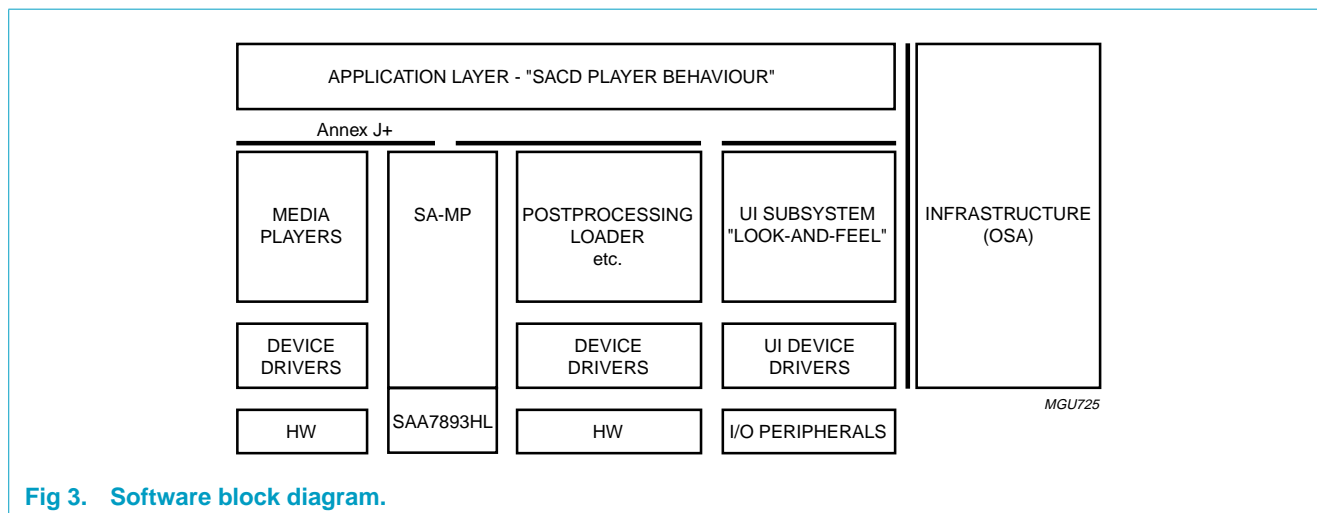 APPLICATION LAYER - "SACD PLAYER BEHAVIOUR"
Annex J+
MEDIA
PLAYERS
SA-MP
POSTPROCESSING
LOADER
etc.
UI SUBSYSTEM
"LOOK-AND-FEEL"
INFRASTRUCTURE
(OSA)
DEVICE
DRIVERS
DEVICE
DRIVERS
UI DEVICE
DRIVERS
HW
SAA7893HL
HW
I/O PERIPHERALS
MGU725
Fig 3. Software block diagram.